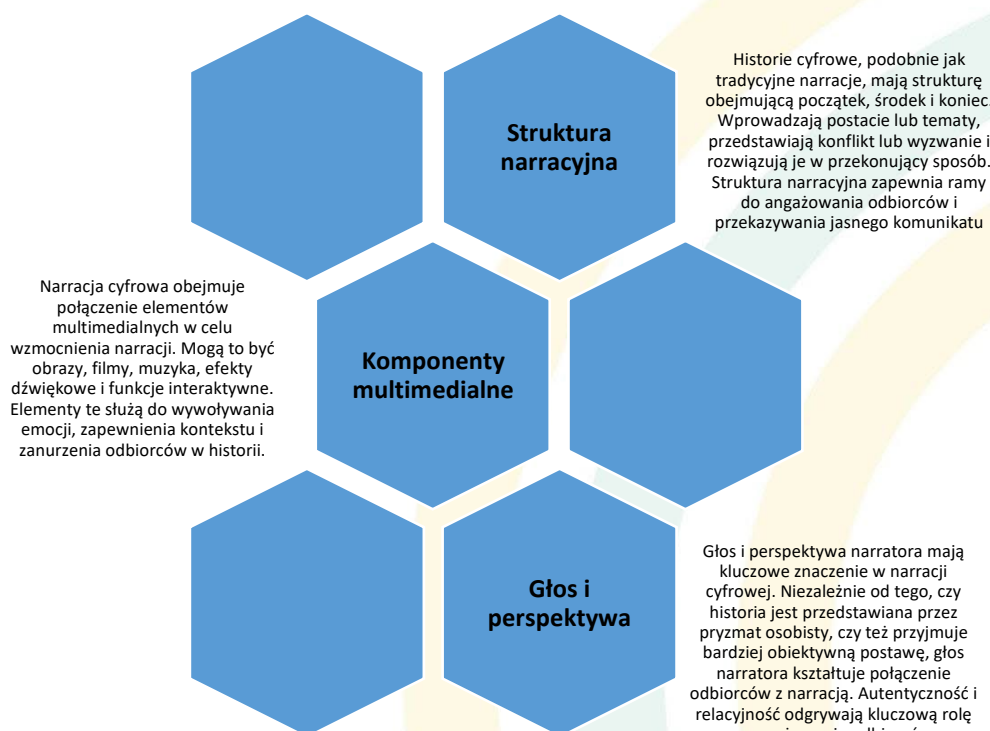 Struktura
narracyjna
Historie cyfrowe, podobnie jak
tradycyjne narracje, mają strukturę
obejmującą początek, środek i koniec.
Wprowadzają postacie lub tematy,
przedstawiają konflikt lub wyzwanie i
rozwiązują je w przekonujący sposób.
Struktura narracyjna zapewnia ramy
do angażowania odbiorców i
przekazywania jasnego komunikatu
Narracja cyfrowa obejmuje
połączenie elementów
multimedialnych w celu
wzmocnienia narracji. Mogą to być
obrazy, filmy, muzyka, efekty
dźwiękowe i funkcje interaktywne.
Elementy te służą do wywoływania
emocji, zapewnienia kontekstu i
zanurzenia odbiorców w historii.
Komponenty
multimedialne
Głos i
perspektywa
Głos i perspektywa narratora mają
kluczowe znaczenie w narracji
cyfrowej. Niezależnie od tego, czy
historia jest przedstawiana przez
pryzmat osobisty, czy też przyjmuje
bardziej obiektywną postawę, głos
narratora kształtuje połączenie
odbiorców z narracją. Autentyczność i
relacyjność odgrywają kluczową rolę